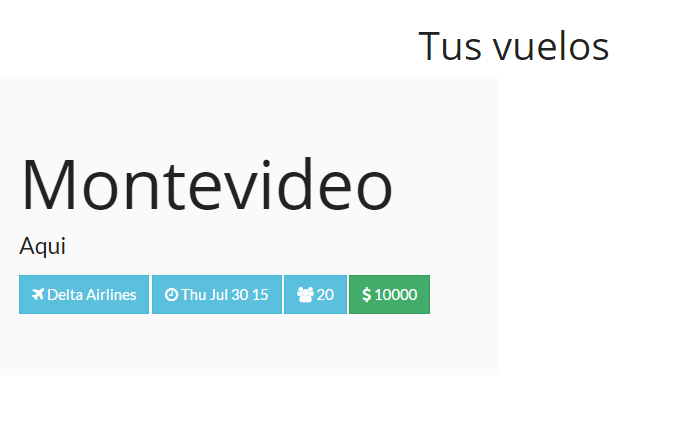 Tus vuelos
Montevideo
Aqui
Delta Airlines Thu Jul 30 15 20 $ 10000